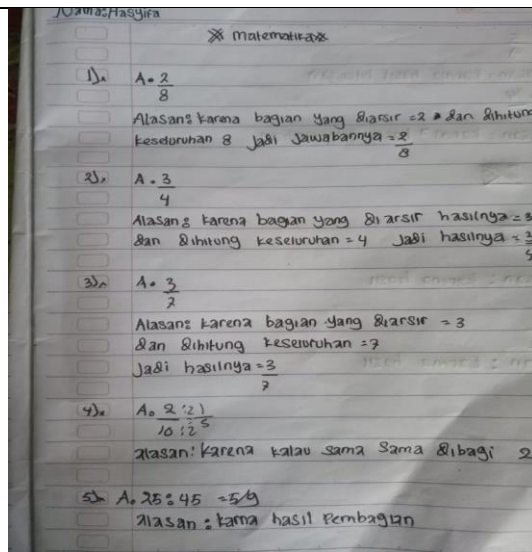 Nama: Hasyifa
※ matematika ※
1). A. 2/8
Alasan: karena bagian yang diarsir = 2 dan dihitung
keseluruhan 8 jadi jawabannya = 2/8
2). A. 3/4
Alasan: karena bagian yang di arsir hasilnya = 3
dan dihitung keseluruhan = 4 jadi hasilnya = 3/
3). A. 3/7
Alasan: karena bagian yang diarsir = 3
dan dihitung keseluruhan = 7
Jadi hasilnya = 3/7
4). A. 2 : 2 1
10 : 2 5
alasan: karena kalau sama sama dibagi 2
5). A. 25 : 45 = 5/9
alasan : karna hasil Pembagian